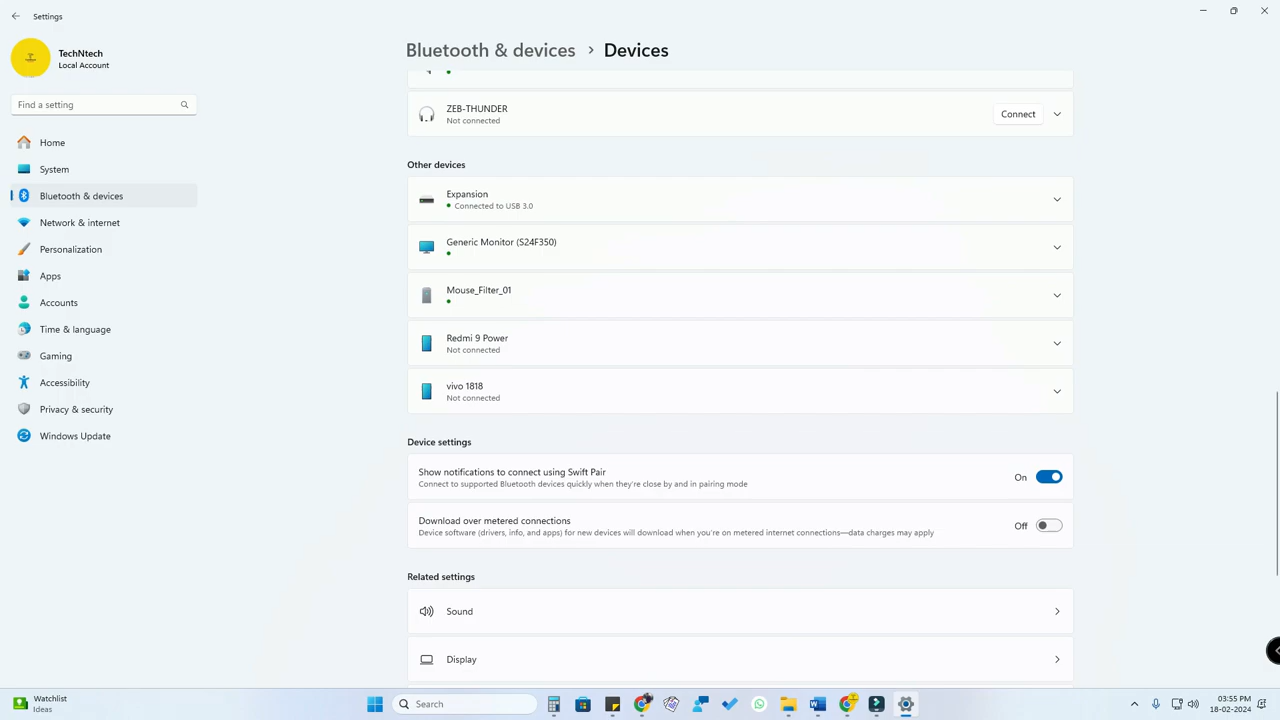 Settings
TechNtech
Local Account
Find a setting
Home
System
Bluetooth & devices
Network & internet
Personalization
Apps
Accounts
Time & language
Gaming
Accessibility
Privacy & security
Windows Update
Bluetooth & devices > Devices
ZEB-THUNDER
Not connected
Connect
Other devices
Expansion
Connected to USB 3.0
Generic Monitor (S24F350)
Mouse_Filter_01
Redmi 9 Power
Not connected
vivo 1818
Not connected
Device settings
Show notifications to connect using Swift Pair
Connect to supported Bluetooth devices quickly when they're close by and in pairing mode
On
Download over metered connections
Device software (drivers, info, and apps) for new devices will download when you're on metered internet connections—data charges may apply
Off
Related settings
Sound
Display
Watchlist
Ideas
Search
03:55 PM
18-02-2024